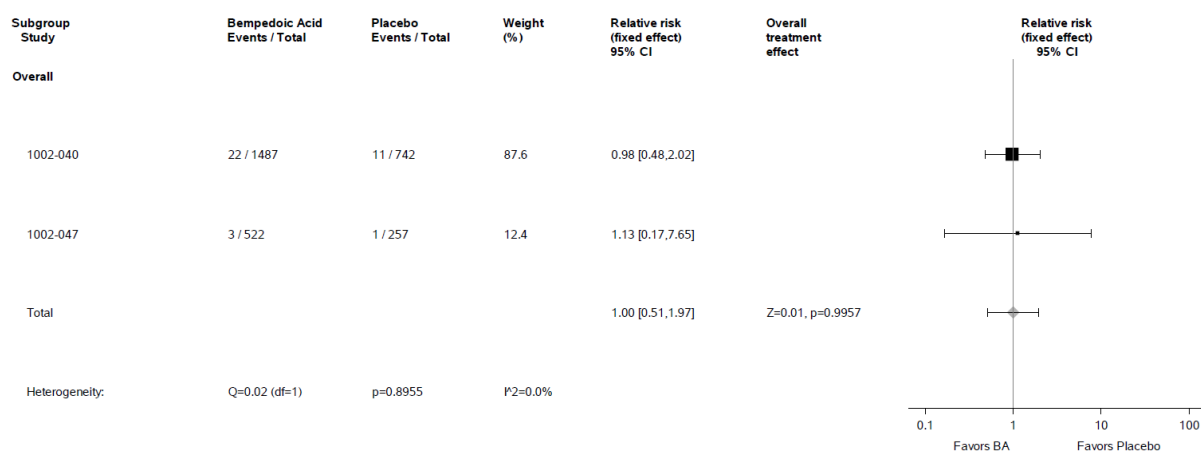 Subgroup Bempedoic Acid Placebo Weight Relative risk Overall Relative risk
Study Events / Total Events / Total (%) (fixed effect) treatment (fixed effect)
95% CI effect 95% CI
Overall
1002-040 22 / 1487 11 / 742 87.6 0.98 [0.48,2.02]
1002-047 3 / 522 1 / 257 12.4 1.13 [0.17,7.65]
Total 1.00 [0.51,1.97] Z=0.01, p=0.9957
Heterogeneity: Q=0.02 (df=1) p=0.8955 I^2=0.0%
0.1 1 10 100
Favors BA Favors Placebo